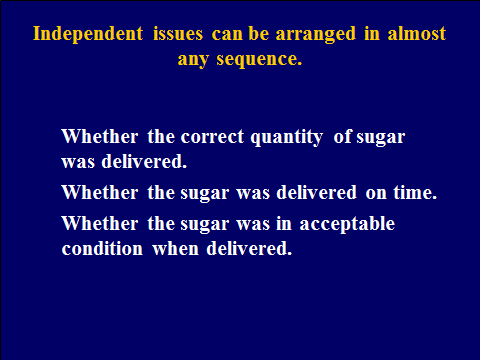 Independent issues can be arranged in almost
any sequence.
Whether the correct quantity of sugar
was delivered.
Whether the sugar was delivered on time.
Whether the sugar was in acceptable
condition when delivered.